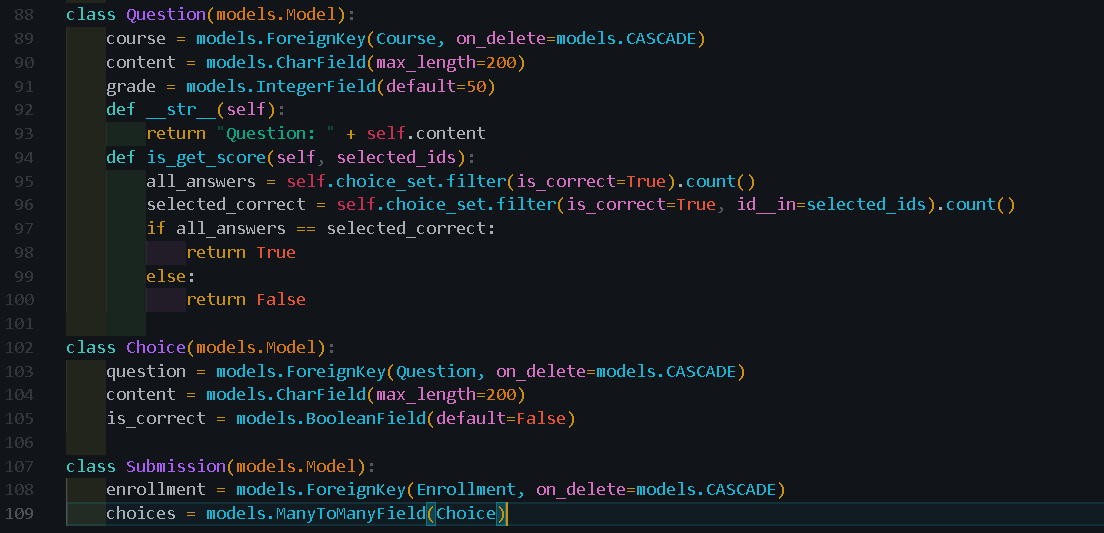 88 class Question(models.Model):
89     course = models.ForeignKey(Course, on_delete=models.CASCADE)
90     content = models.CharField(max_length=200)
91     grade = models.IntegerField(default=50)
92     def __str__(self):
93         return "Question: " + self.content
94     def is_get_score(self, selected_ids):
95         all_answers = self.choice_set.filter(is_correct=True).count()
96         selected_correct = self.choice_set.filter(is_correct=True, id__in=selected_ids).count()
97         if all_answers == selected_correct:
98             return True
99         else:
100             return False
101
102 class Choice(models.Model):
103     question = models.ForeignKey(Question, on_delete=models.CASCADE)
104     content = models.CharField(max_length=200)
105     is_correct = models.BooleanField(default=False)
106
107 class Submission(models.Model):
108     enrollment = models.ForeignKey(Enrollment, on_delete=models.CASCADE)
109     choices = models.ManyToManyField(Choice)